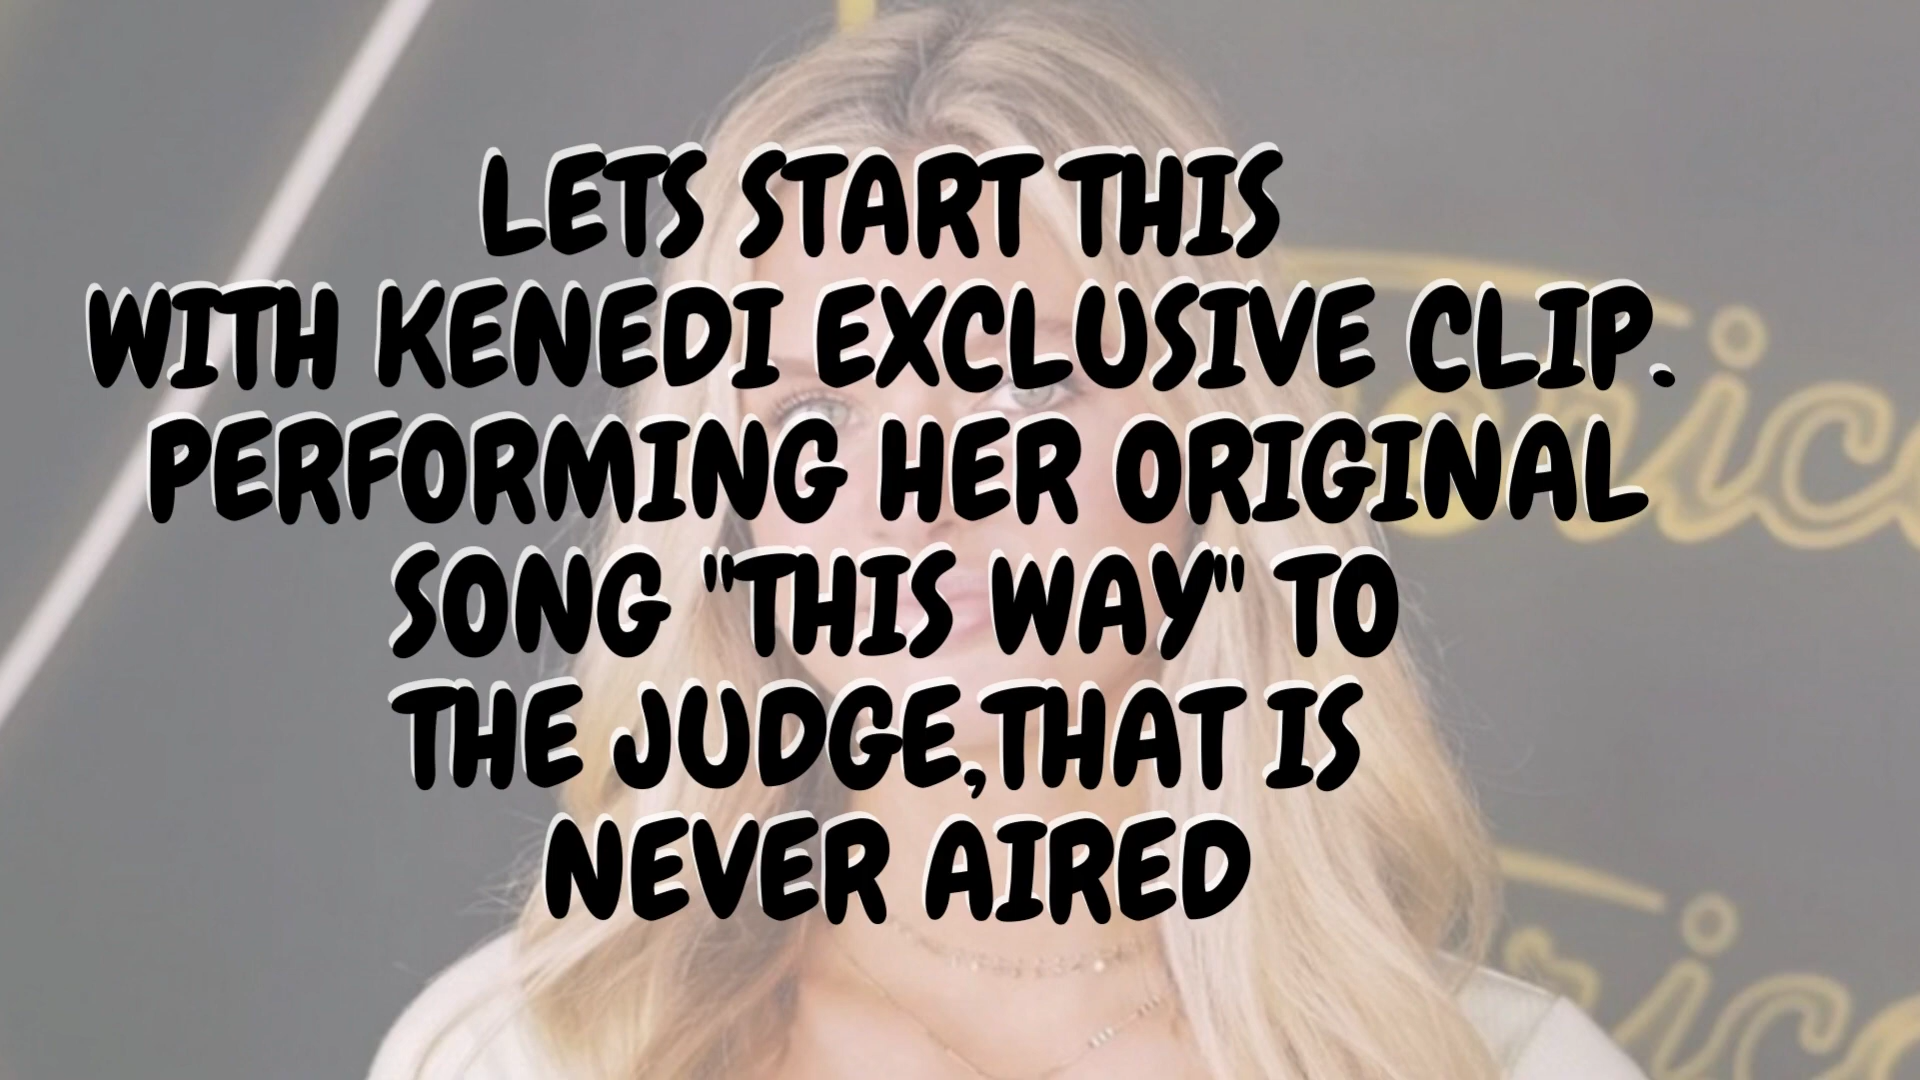 LETS START THIS
WITH KENEDI EXCLUSIVE CLIP.
PERFORMING HER ORIGINAL
SONG "THIS WAY" TO
THE JUDGE,THAT IS
NEVER AIRED